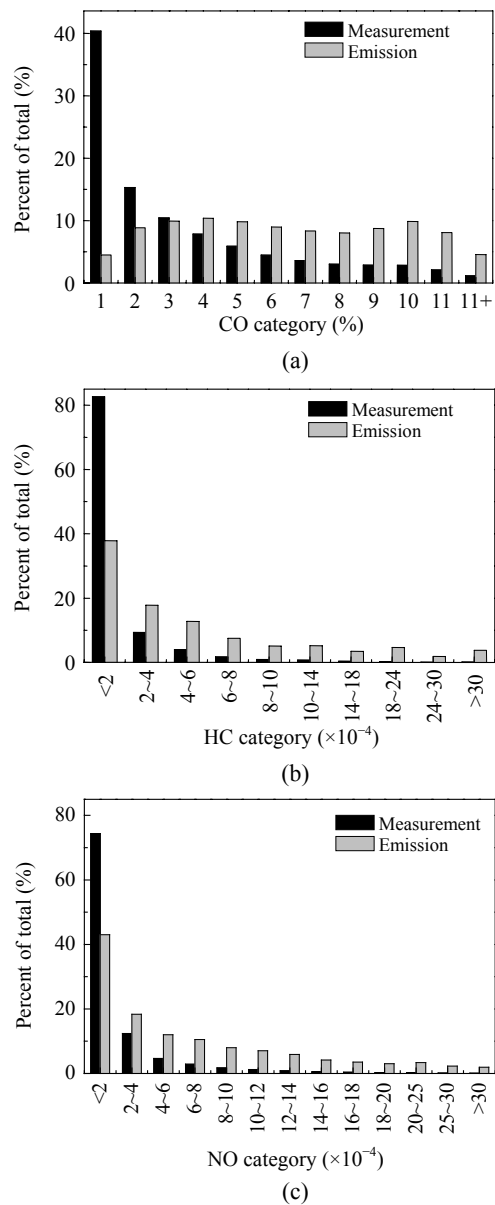 Percent of total (%)
40
30
20
10
0
Measurement
Emission
1 2 3 4 5 6 7 8 9 10 11 11+
CO category (%)
(a)
Percent of total (%)
80
60
40
20
0
Measurement
Emission
<2 2~4 4~6 6~8 8~10 10~14 14~18 18~24 24~30 >30
HC category (×10⁻⁴)
(b)
Percent of total (%)
80
60
40
20
0
Measurement
Emission
<2 2~4 4~6 6~8 8~10 10~12 12~14 14~16 16~18 18~20 20~25 25~30 >30
NO category (×10⁻⁴)
(c)